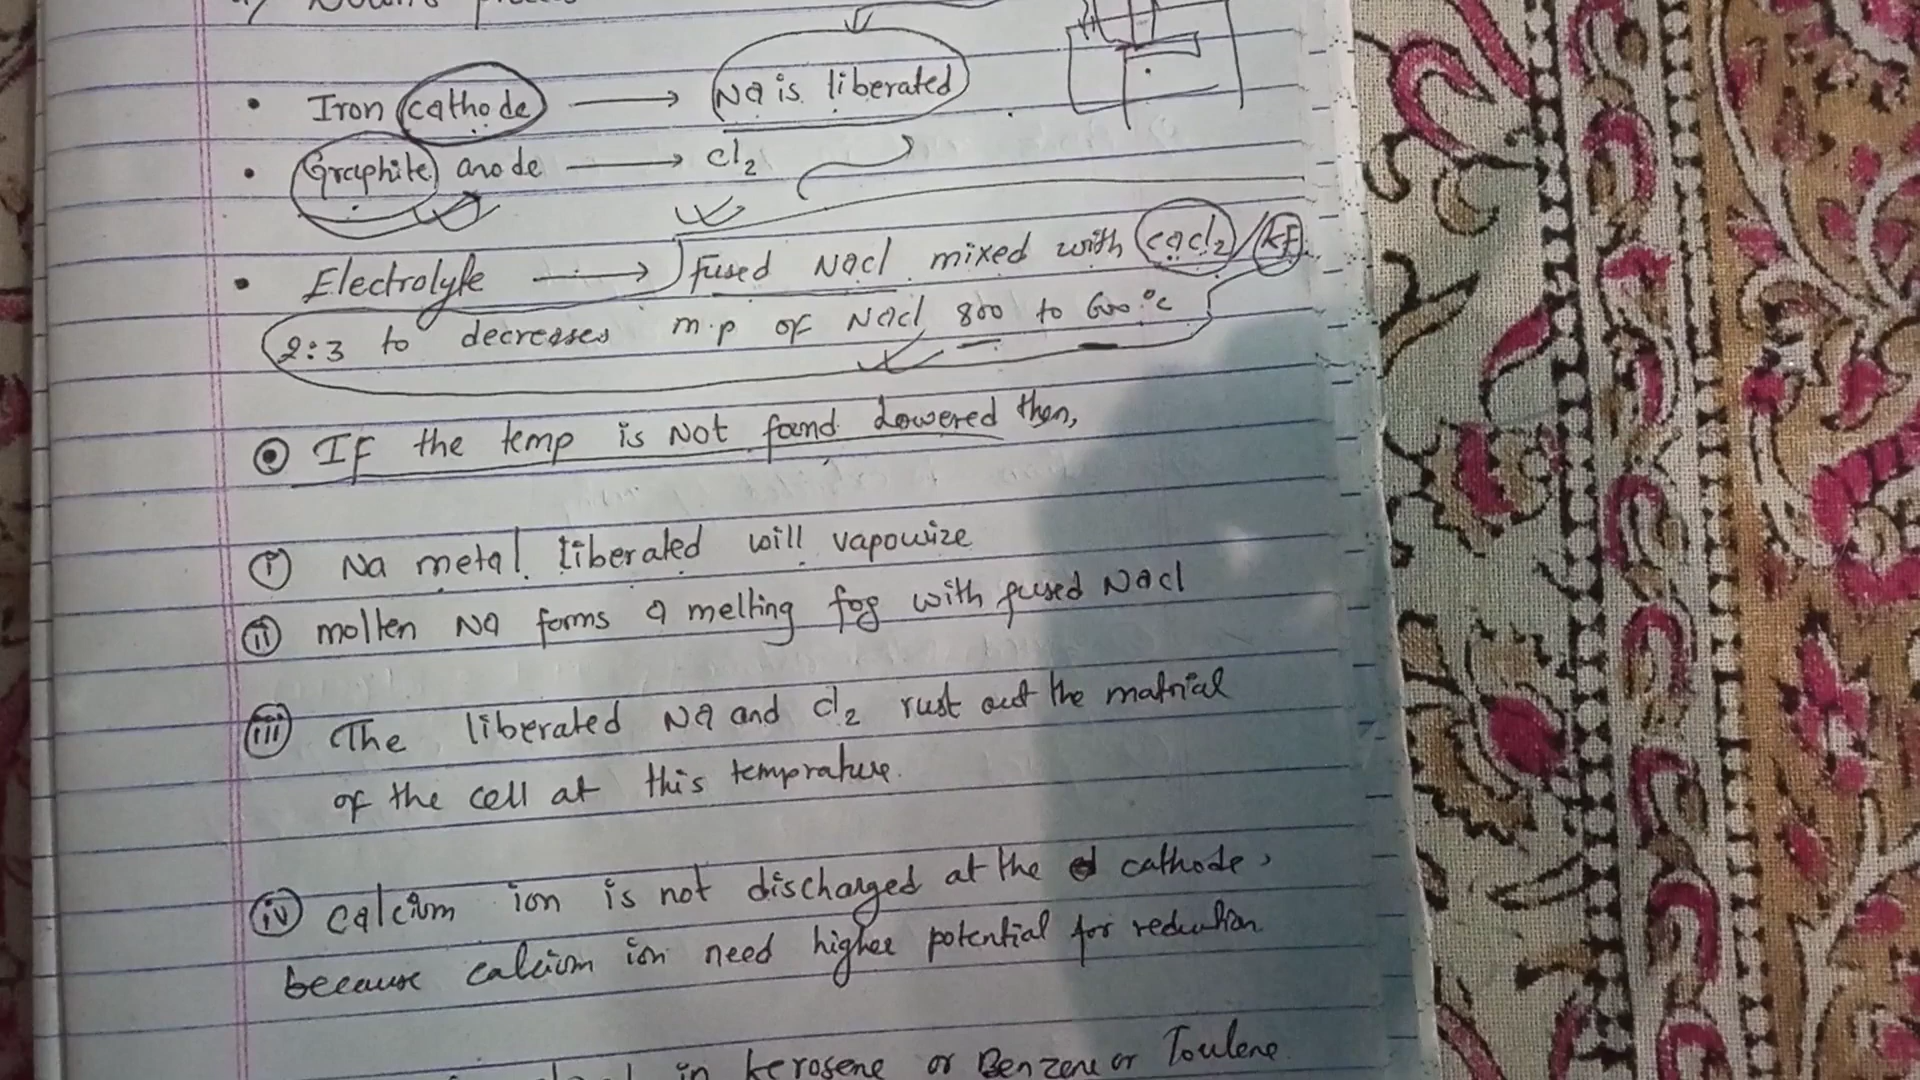 • Iron cathode → Na is liberated
• Graphite anode → Cl₂
• Electrolyte → Fused NaCl mixed with CaCl₂/KF
2:3 to decreases m.p of NaCl 800 to 600°C
IF the temp is Not found Lowered then,
(i) Na metal liberated will vapourize
(ii) molten Na forms a melting fog with fused NaCl
(iii) The liberated Na and Cl₂ rust out the matrial
of the cell at this temprature.
(iv) calcium ion is not discharged at the cathode,
because calcium ion need higher potential for reduction
in kerosene or Benzene or Toulene